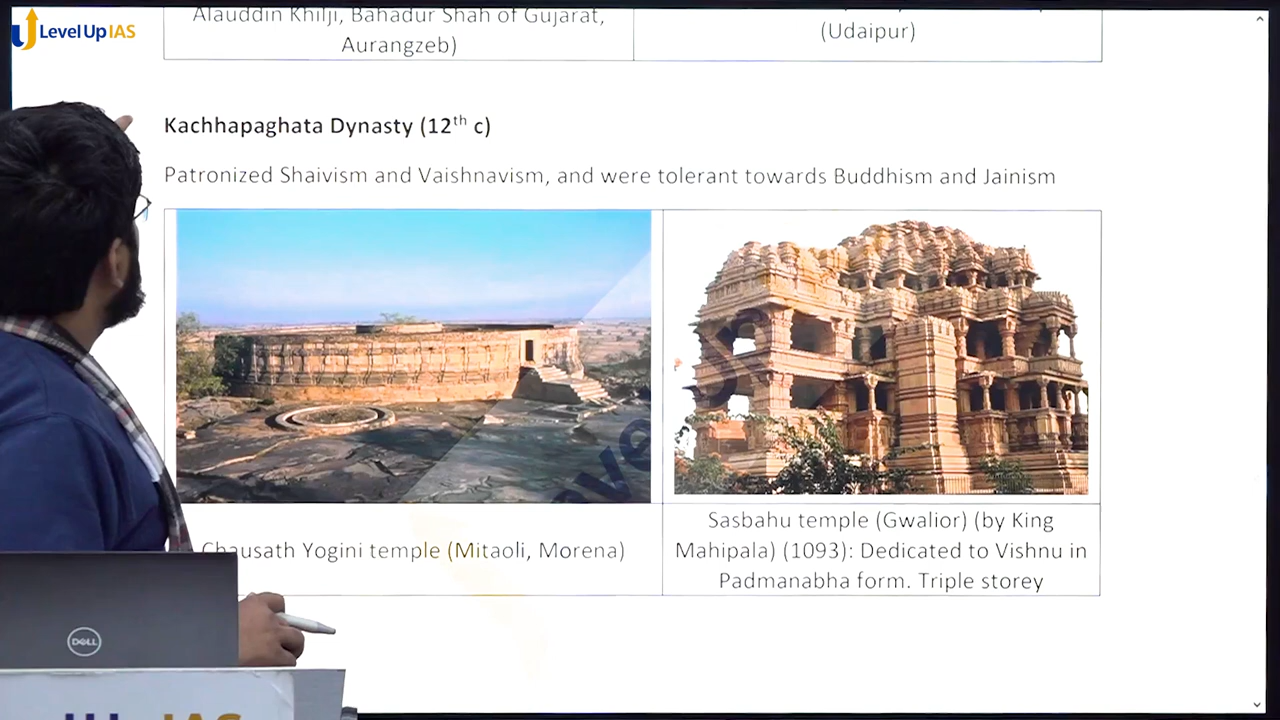 Level Up IAS
Alauddin Khilji, Bahadur Shah of Gujarat,
Aurangzeb)
(Udaipur)
Kachhapaghata Dynasty (12th c)
Patronized Shaivism and Vaishnavism, and were tolerant towards Buddhism and Jainism
Chausath Yogini temple (Mitaoli, Morena)
Sasbahu temple (Gwalior) (by King
Mahipala) (1093): Dedicated to Vishnu in
Padmanabha form. Triple storey
DELL